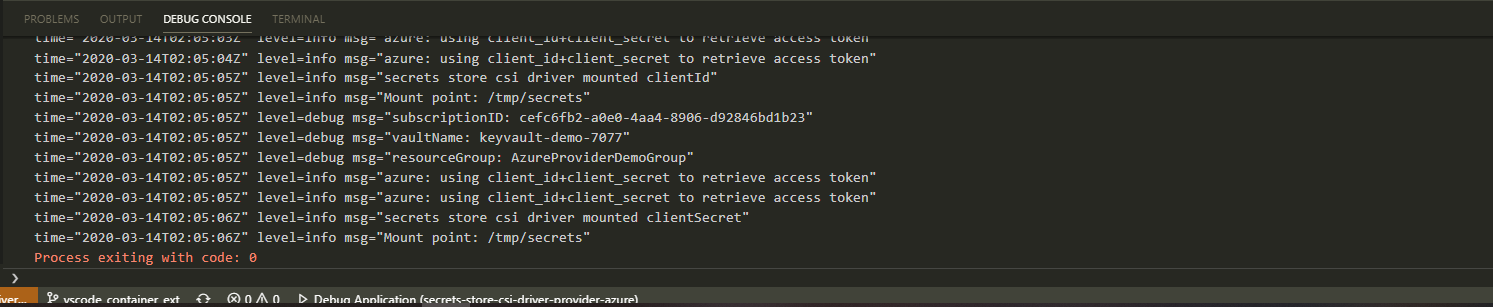 PROBLEMS OUTPUT DEBUG CONSOLE TERMINAL
time="2020-03-14T02:05:03Z" level=info msg="azure: using client_id+client_secret to retrieve access token"
time="2020-03-14T02:05:04Z" level=info msg="azure: using client_id+client_secret to retrieve access token"
time="2020-03-14T02:05:05Z" level=info msg="secrets store csi driver mounted clientId"
time="2020-03-14T02:05:05Z" level=info msg="Mount point: /tmp/secrets"
time="2020-03-14T02:05:05Z" level=debug msg="subscriptionID: cefc6fb2-a0e0-4aa4-8906-d92846bd1b23"
time="2020-03-14T02:05:05Z" level=debug msg="vaultName: keyvault-demo-7077"
time="2020-03-14T02:05:05Z" level=debug msg="resourceGroup: AzureProviderDemoGroup"
time="2020-03-14T02:05:05Z" level=info msg="azure: using client_id+client_secret to retrieve access token"
time="2020-03-14T02:05:05Z" level=info msg="azure: using client_id+client_secret to retrieve access token"
time="2020-03-14T02:05:06Z" level=info msg="secrets store csi driver mounted clientSecret"
time="2020-03-14T02:05:06Z" level=info msg="Mount point: /tmp/secrets"
Process exiting with code: 0
iver... vscode_container_ext 0 0 Debug Application (secrets-store-csi-driver-provider-azure)